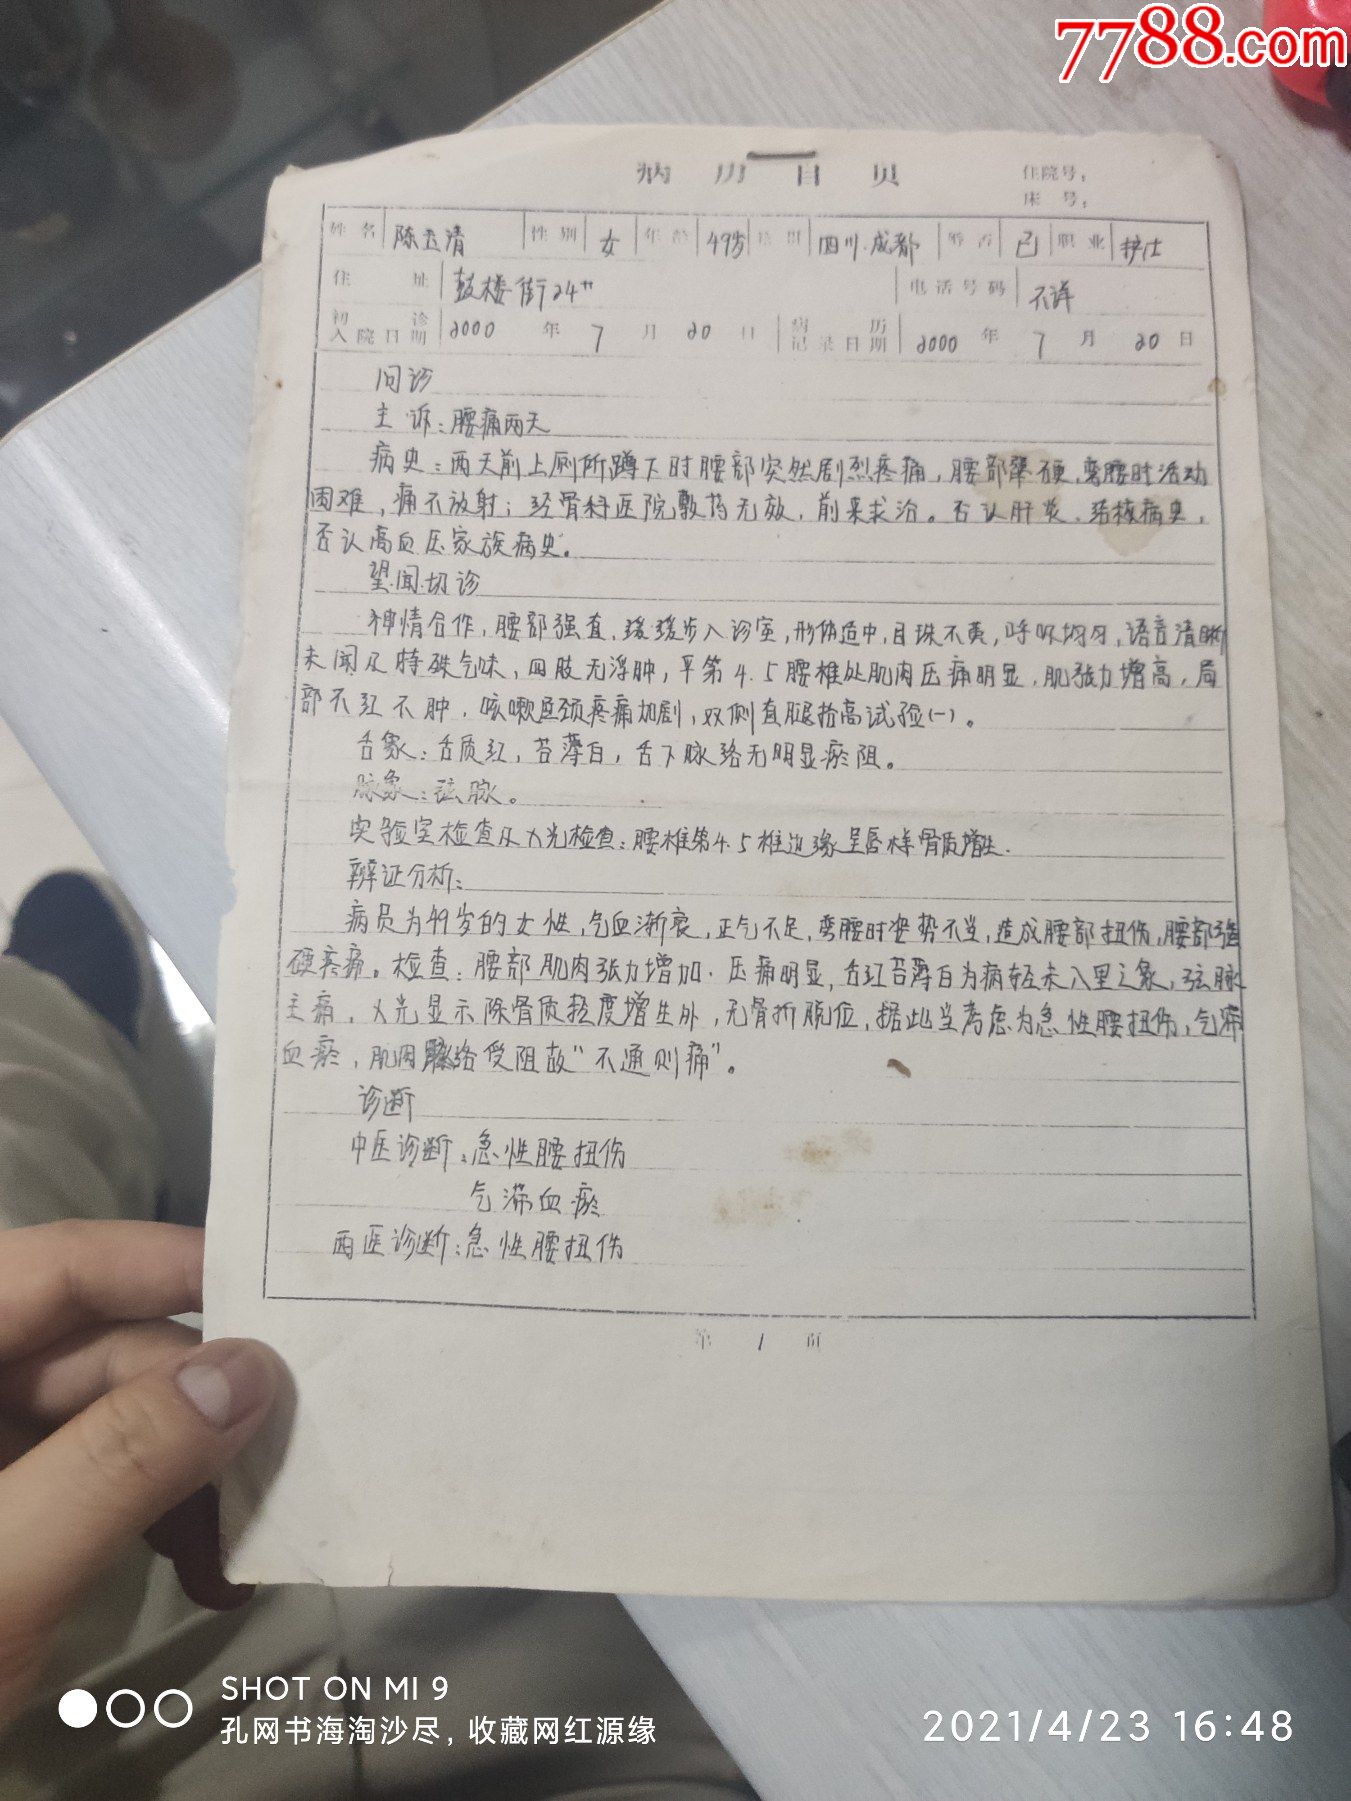 7788.com
病历首页
住院号:
床号:
姓名 陈玉清 性别 女 年龄 49岁 籍贯 四川.成都 婚否 已 职业 护仕
住址 鼓楼街24# 电话号码 不详
初诊入院日期 2000年7月20日 病历记录日期 2000年7月20日
问诊
主诉:腰痛两天
病史:两天前上厕所蹲下时腰部突然剧烈疼痛,腰部僵硬,弯腰时活动
困难,痛不放射;经骨科医院敷药无效,前来求治。否认肝炎、结核病史,
否认高血压家族病史。
望.闻.切诊
神情合作,腰部强直,缓缓步入诊室,形体适中,目珠不黄,呼吸均匀,语音清晰
未闻及特殊气味,四肢无浮肿,平第4.5腰椎处肌肉压痛明显,肌张力增高,局
部不红不肿,咳嗽疼痛加剧,双侧直腿抬高试验(一)。
舌象:舌质红,苔薄白,舌下脉络无明显瘀阻。
脉象:弦脉。
实验室检查及X光检查:腰椎第4.5椎边缘呈唇样骨质增生.
辨证分析:
病员为49岁的女性,气血渐衰,正气不足,弯腰时姿势不当,造成腰部扭伤,腰部强
硬疼痛。检查:腰部肌肉张力增加.压痛明显,舌红苔薄白为病轻未入里之象,弦脉
主痛,X光显示除骨质轻度增生外,无骨折脱位,据此当考虑为急性腰扭伤,气滞
血瘀,肌肉脉络受阻故"不通则痛"。
诊断
中医诊断:急性腰扭伤
气滞血瘀
西医诊断:急性腰扭伤
第1页
SHOT ON MI 9
孔网书海淘沙尽,收藏网红源缘
2021/4/23 16:48